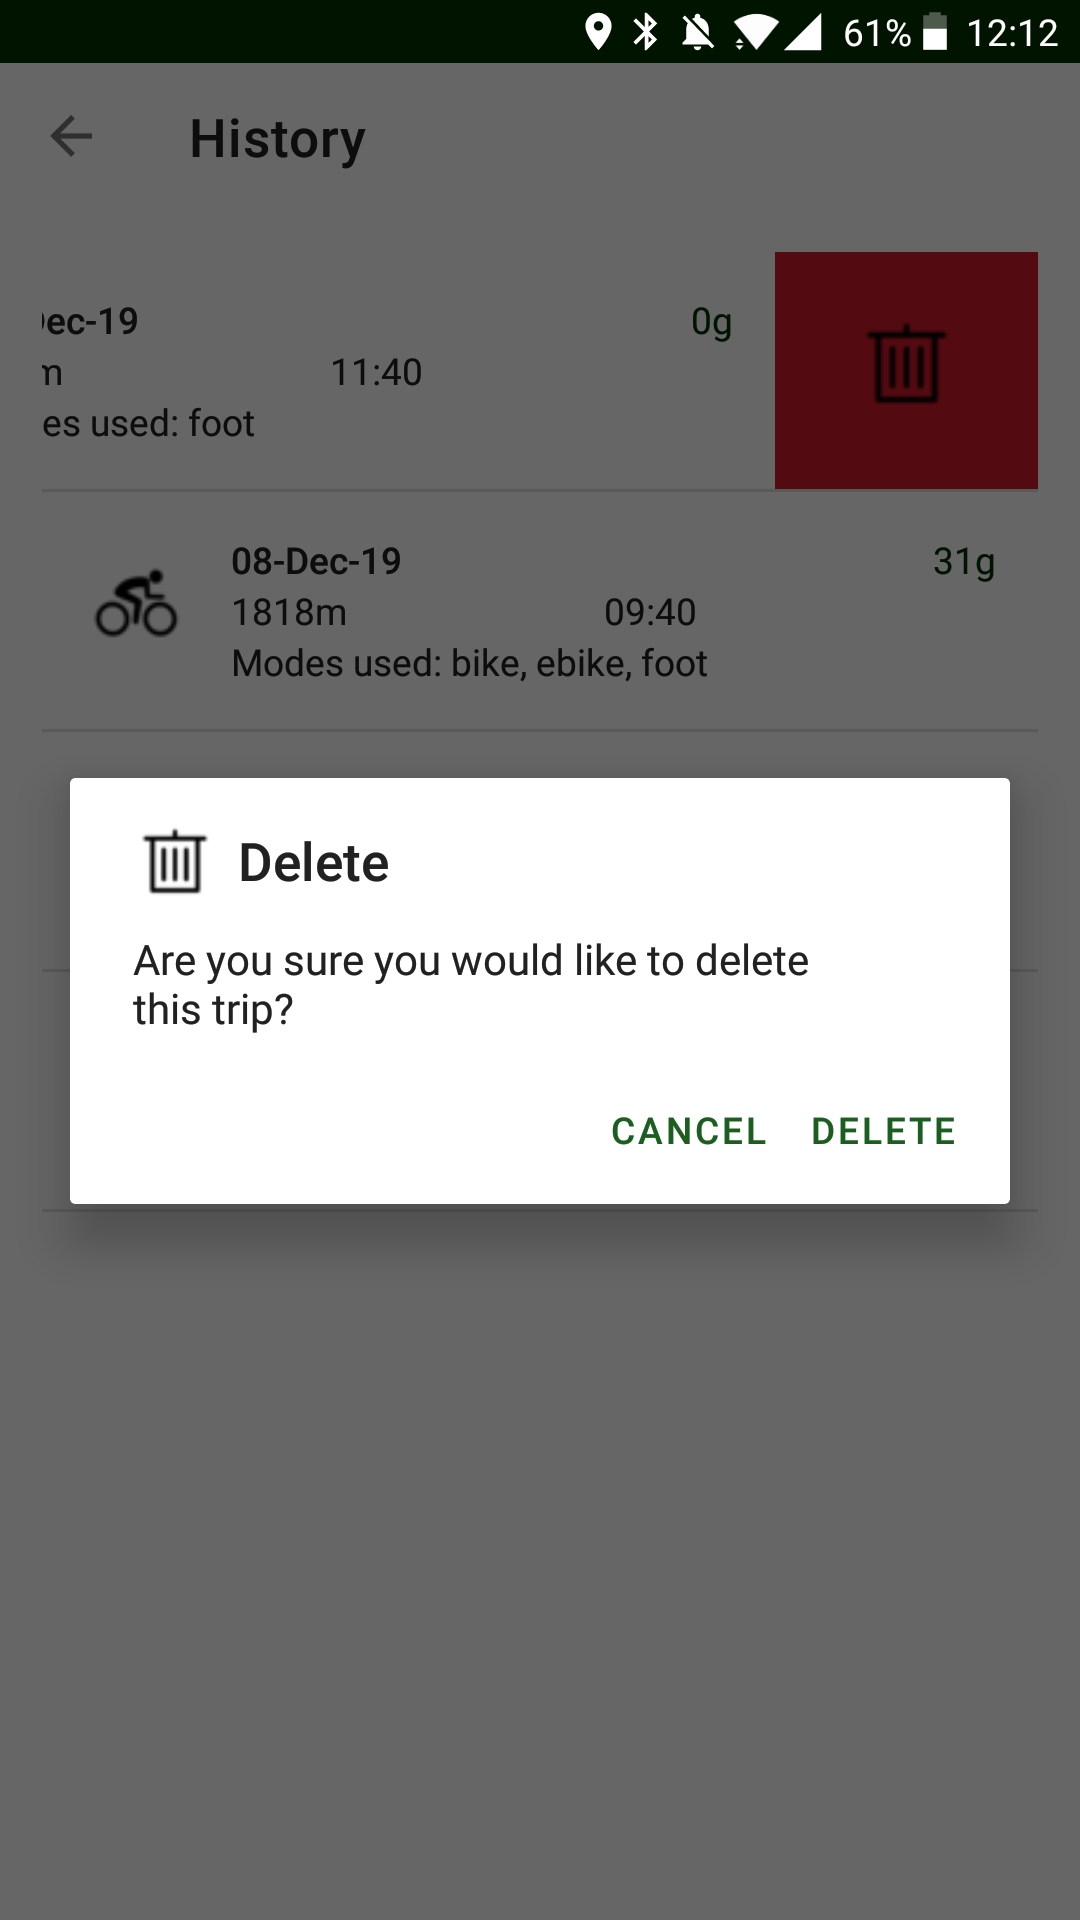 61% 12:12
History
ec-19 0g
m 11:40
es used: foot
08-Dec-19 31g
1818m 09:40
Modes used: bike, ebike, foot
Delete
Are you sure you would like to delete
this trip?
CANCEL DELETE